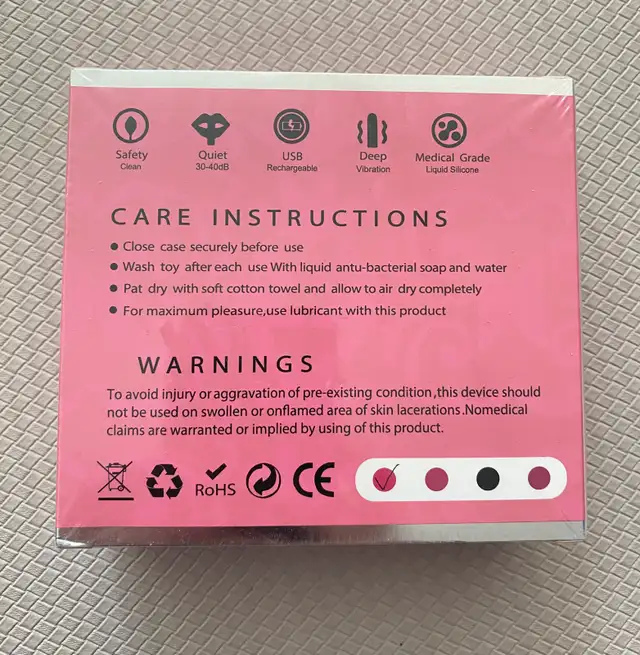 Safety
Clean
Quiet
30-40dB
USB
Rechargeable
Deep
Vibration
Medical Grade
Liquid Silicone
CARE INSTRUCTIONS
● Close case securely before use
● Wash toy after each use With liquid antu-bacterial soap and water
● Pat dry with soft cotton towel and allow to air dry completely
● For maximum pleasure,use lubricant with this product
WARNINGS
To avoid injury or aggravation of pre-existing condition,this device should
not be used on swollen or onflamed area of skin lacerations.Nomedical
claims are warranted or implied by using of this product.
RoHS
CE